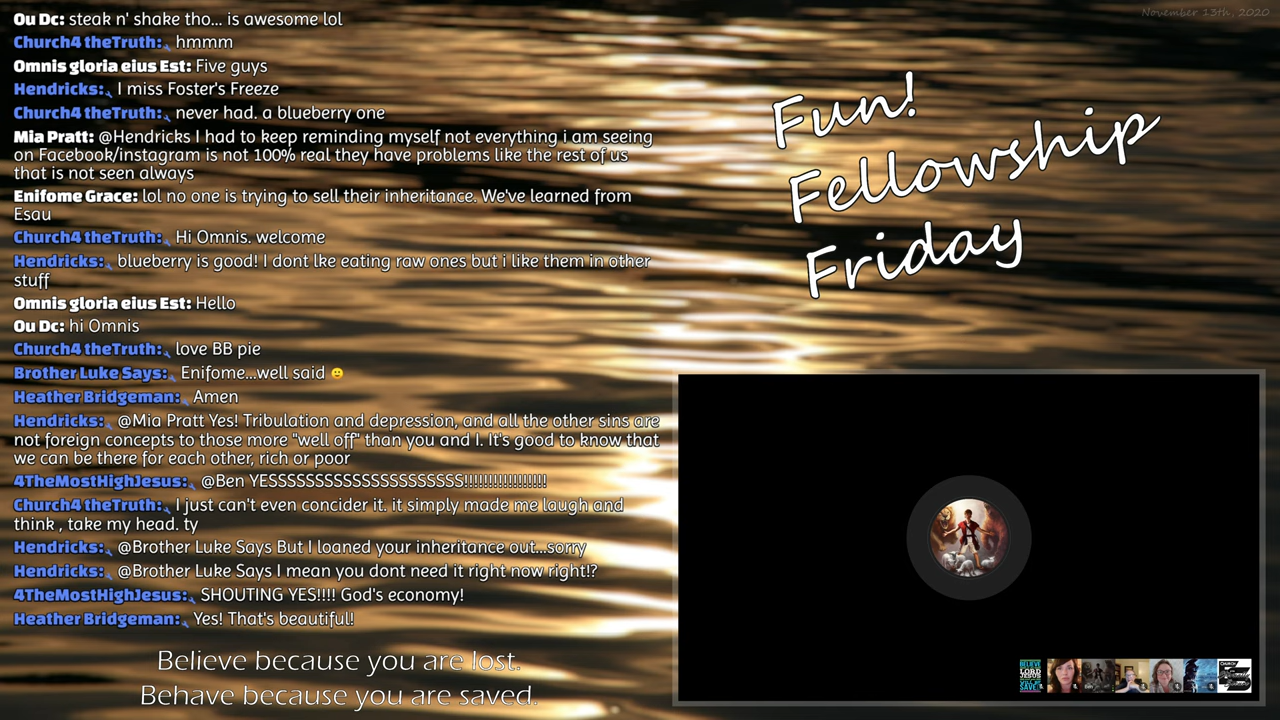 Ou Dc: steak n' shake tho... is awesome lol
Church4 theTruth: hmmm
Omnis gloria eius Est: Five guys
Hendricks: I miss Foster's Freeze
Church4 theTruth: never had. a blueberry one
Mia Pratt: @Hendricks I had to keep reminding myself not everything i am seeing
on Facebook/instagram is not 100% real they have problems like the rest of us
that is not seen always
Enifome Grace: lol no one is trying to sell their inheritance. We've learned from
Esau
Church4 theTruth: Hi Omnis. welcome
Hendricks: blueberry is good! I dont lke eating raw ones but i like them in other
stuff
Omnis gloria eius Est: Hello
Ou Dc: hi Omnis
Church4 theTruth: love BB pie
Brother Luke Says: Enifome...well said 🙂
Heather Bridgeman: Amen
Hendricks: @Mia Pratt Yes! Tribulation and depression, and all the other sins are
not foreign concepts to those more "well off" than you and I. It's good to know that
we can be there for each other, rich or poor
4TheMostHighJesus: @Ben YESSSSSSSSSSSSSSSSSSSSSS!!!!!!!!!!!!!!!!!
Church4 theTruth: I just can't even concider it. it simply made me laugh and
think , take my head. ty
Hendricks: @Brother Luke Says But I loaned your inheritance out...sorry
Hendricks: @Brother Luke Says I mean you dont need it right now right!?
4TheMostHighJesus: SHOUTING YES!!!! God's economy!
Heather Bridgeman: Yes! That's beautiful!
Believe because you are lost.
Behave because you are saved.
November 13th, 2020
Fun!
Fellowship
Friday
BELIEVE
LORD
JESUS
SAVE
CHURCH